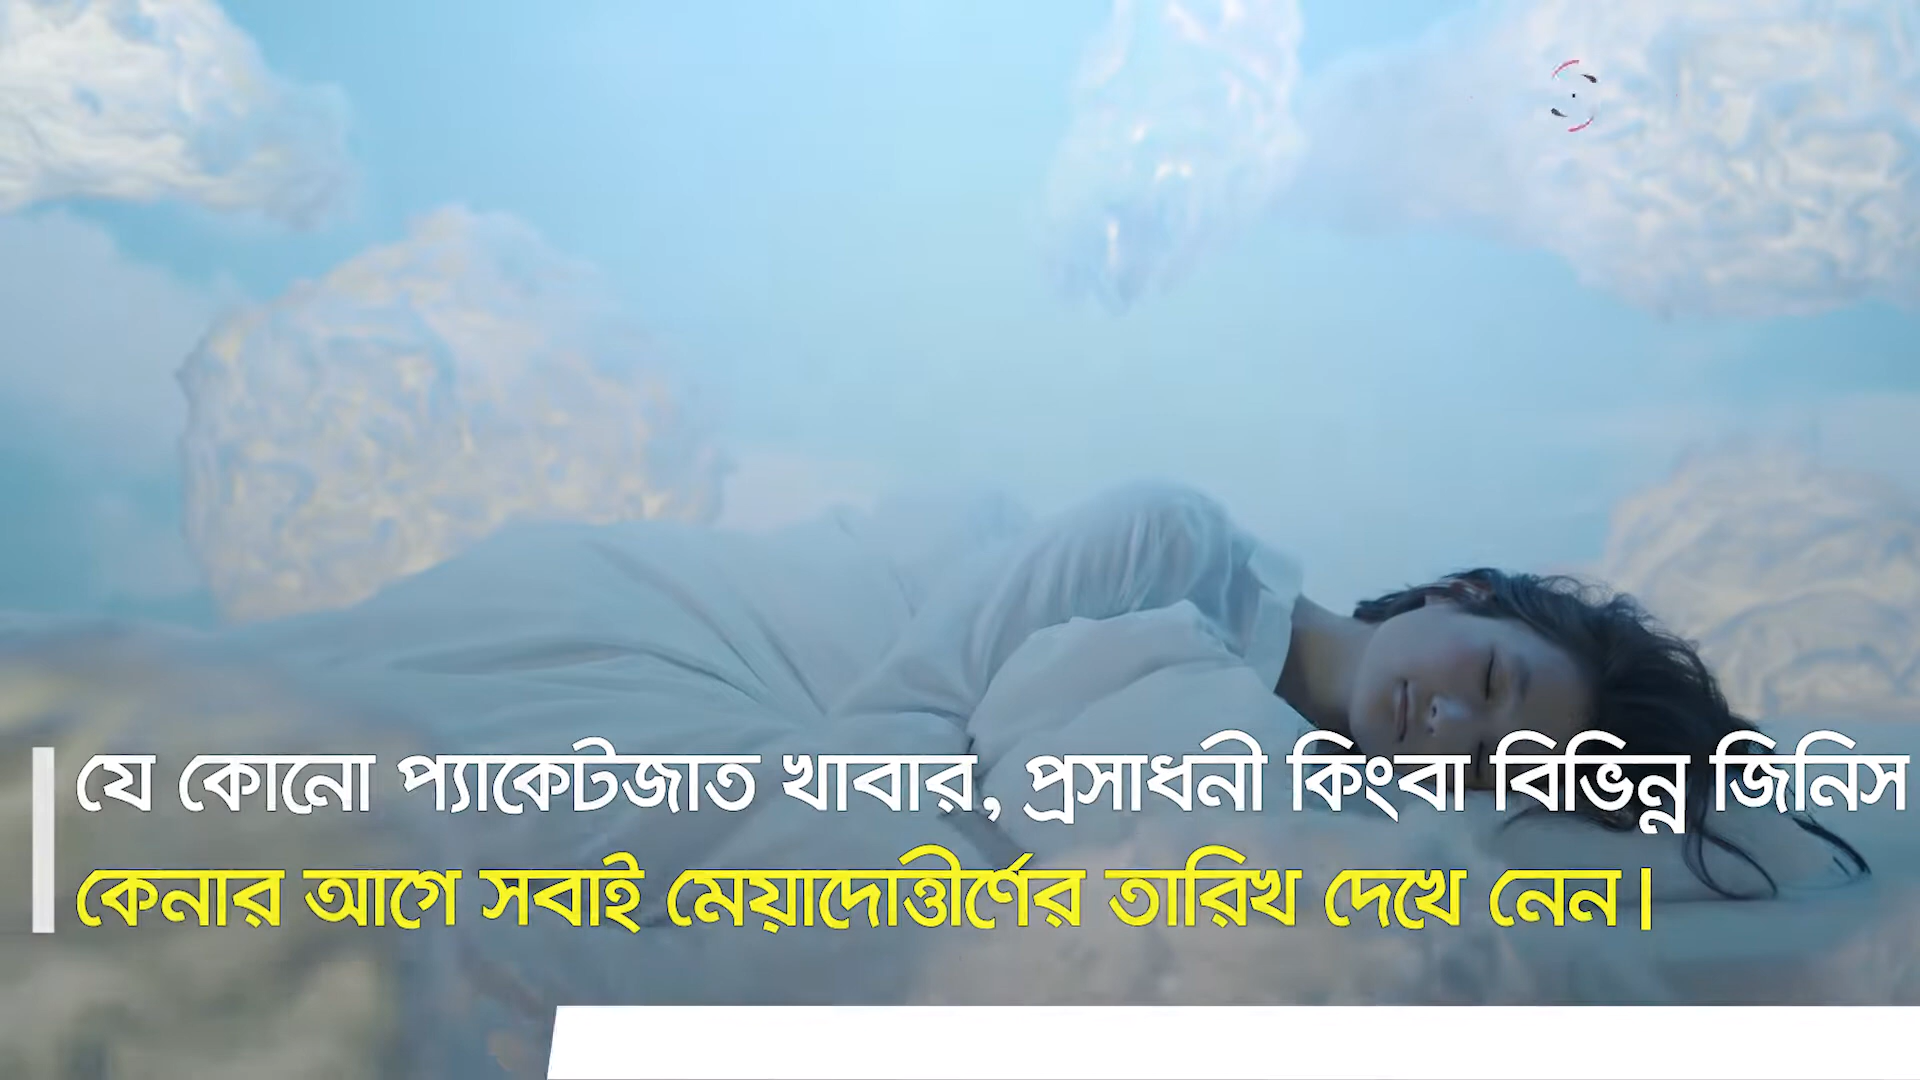 যে কোনো প্যাকেটজাত খাবার, প্রসাধনী কিংবা বিভিন্ন জিনিস
কেনার আগে সবাই মেয়াদোত্তীর্ণের তারিখ দেখে নেন।